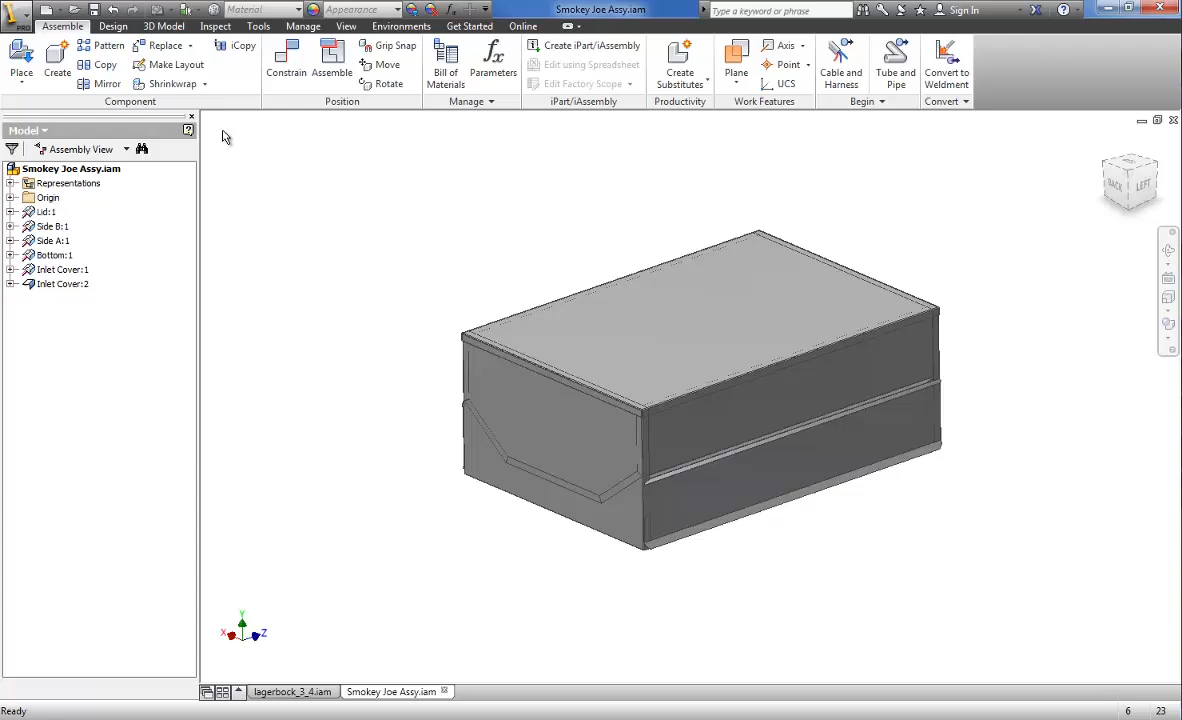 Material
Appearance
Smokey Joe Assy.iam
Type a keyword or phrase
Sign In
PRO
Assemble Design 3D Model Inspect Tools Manage View Environments Get Started Vault Online
Place
Create
Pattern
Copy
Mirror
Replace
Make Layout
Shrinkwrap
iCopy
Component
Constrain
Assemble
Grip Snap
Move
Rotate
Position
Bill of Materials
Parameters
Manage
Create iPart/iAssembly
Edit using Spreadsheet
Edit Factory Scope
iPart/iAssembly
Create Substitutes
Productivity
Plane
Axis
Point
UCS
Work Features
Cable and Harness
Tube and Pipe
Begin
Convert to Weldment
Convert
Model
Assembly View
Smokey Joe Assy.iam
Representations
Origin
Lid:1
Side B:1
Side A:1
Bottom:1
Inlet Cover:1
Inlet Cover:2
BACK
LEFT
Y
X
Z
lagerbock_3_4.iam
Smokey Joe Assy.iam
Ready
6
23